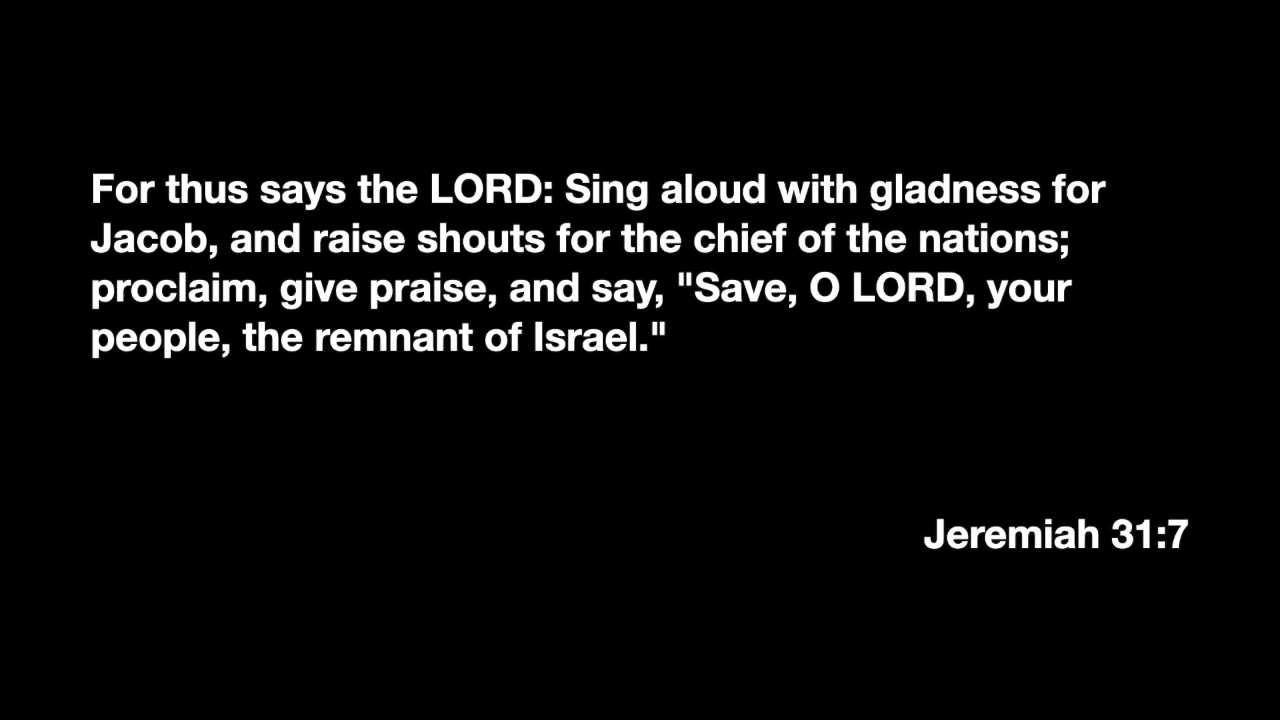 For thus says the LORD: Sing aloud with gladness for
Jacob, and raise shouts for the chief of the nations;
proclaim, give praise, and say, "Save, O LORD, your
people, the remnant of Israel."
Jeremiah 31:7